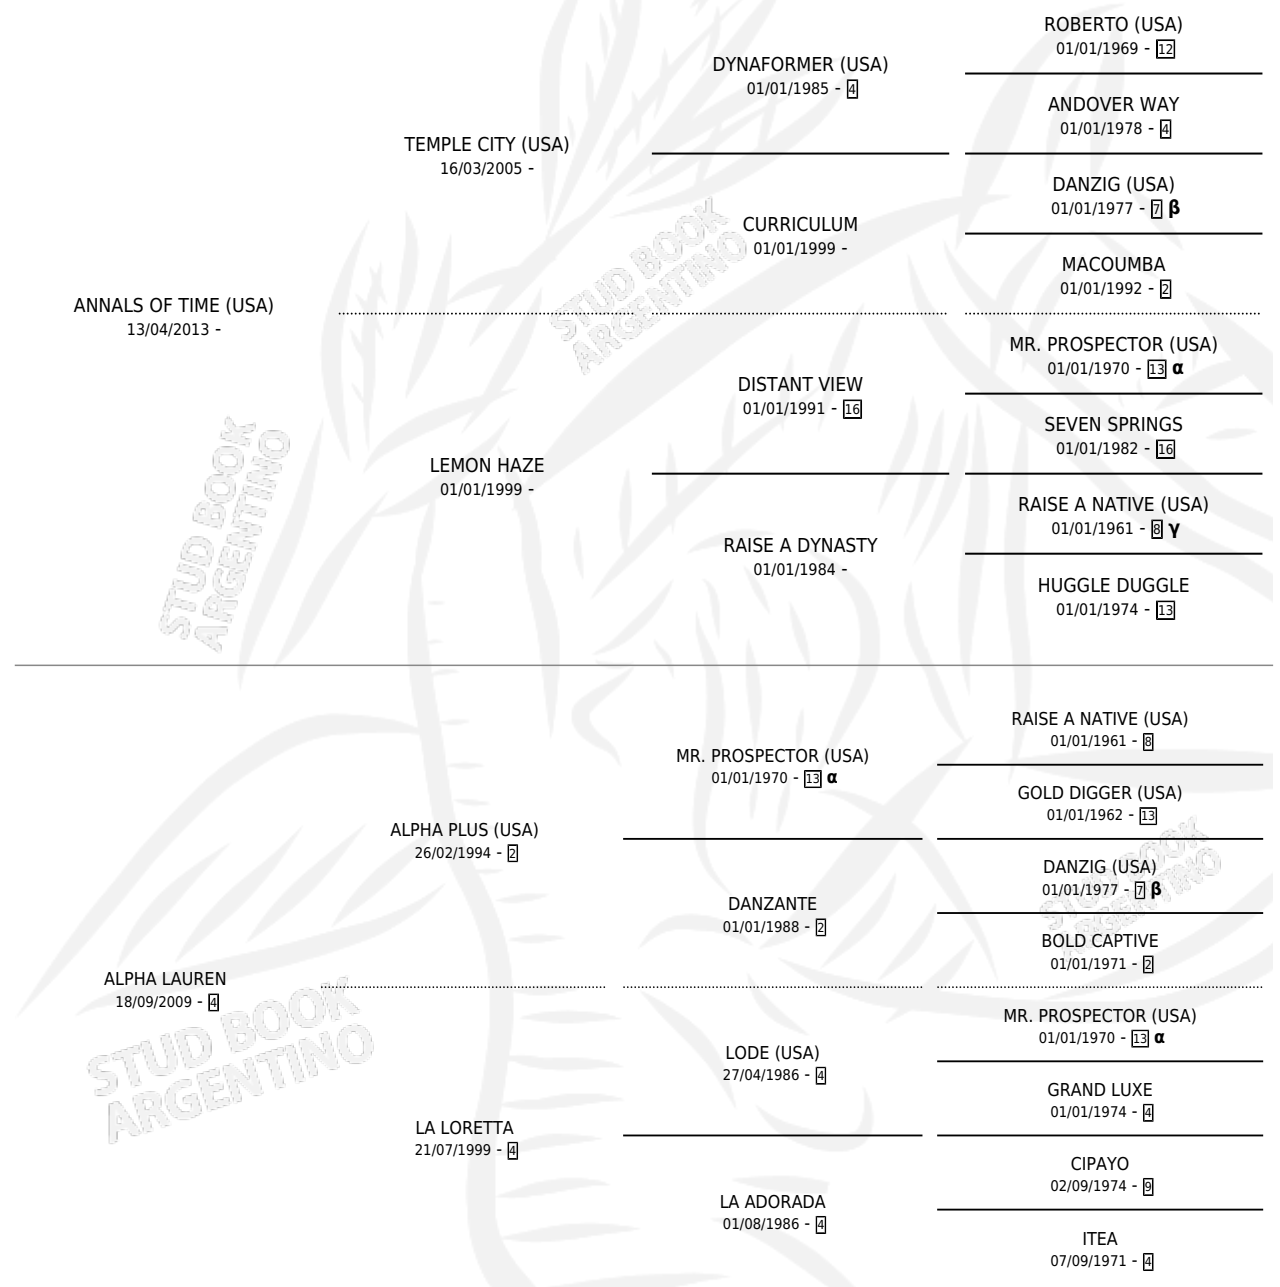 ROBERTO (USA)
01/01/1969 - 12
DYNAFORMER (USA)
01/01/1985 - 4
ANDOVER WAY
01/01/1978 - 4
TEMPLE CITY (USA)
16/03/2005 -
DANZIG (USA)
01/01/1977 - 7 β
CURRICULUM
01/01/1999 -
MACOUMBA
01/01/1992 - 2
ANNALS OF TIME (USA)
13/04/2013 -
MR. PROSPECTOR (USA)
01/01/1970 - 13 α
DISTANT VIEW
01/01/1991 - 16
SEVEN SPRINGS
01/01/1982 - 16
LEMON HAZE
01/01/1999 -
RAISE A NATIVE (USA)
01/01/1961 - 8 γ
RAISE A DYNASTY
01/01/1984 -
HUGGLE DUGGLE
01/01/1974 - 13
STUD BOOK
ARGENTINO
STUD BOOK
ARGENTINO
RAISE A NATIVE (USA)
01/01/1961 - 8
MR. PROSPECTOR (USA)
01/01/1970 - 13 α
GOLD DIGGER (USA)
01/01/1962 - 13
ALPHA PLUS (USA)
26/02/1994 - 2
DANZIG (USA)
01/01/1977 - 7 β
DANZANTE
01/01/1988 - 2
BOLD CAPTIVE
01/01/1971 - 2
ALPHA LAUREN
18/09/2009 - 4
MR. PROSPECTOR (USA)
01/01/1970 - 13 α
LODE (USA)
27/04/1986 - 4
GRAND LUXE
01/01/1974 - 4
LA LORETTA
21/07/1999 - 4
CIPAYO
02/09/1974 - 9
LA ADORADA
01/08/1986 - 4
ITEA
07/09/1971 - 4
STUD BOOK
ARGENTINO
STUD BOOK
ARGENTINO